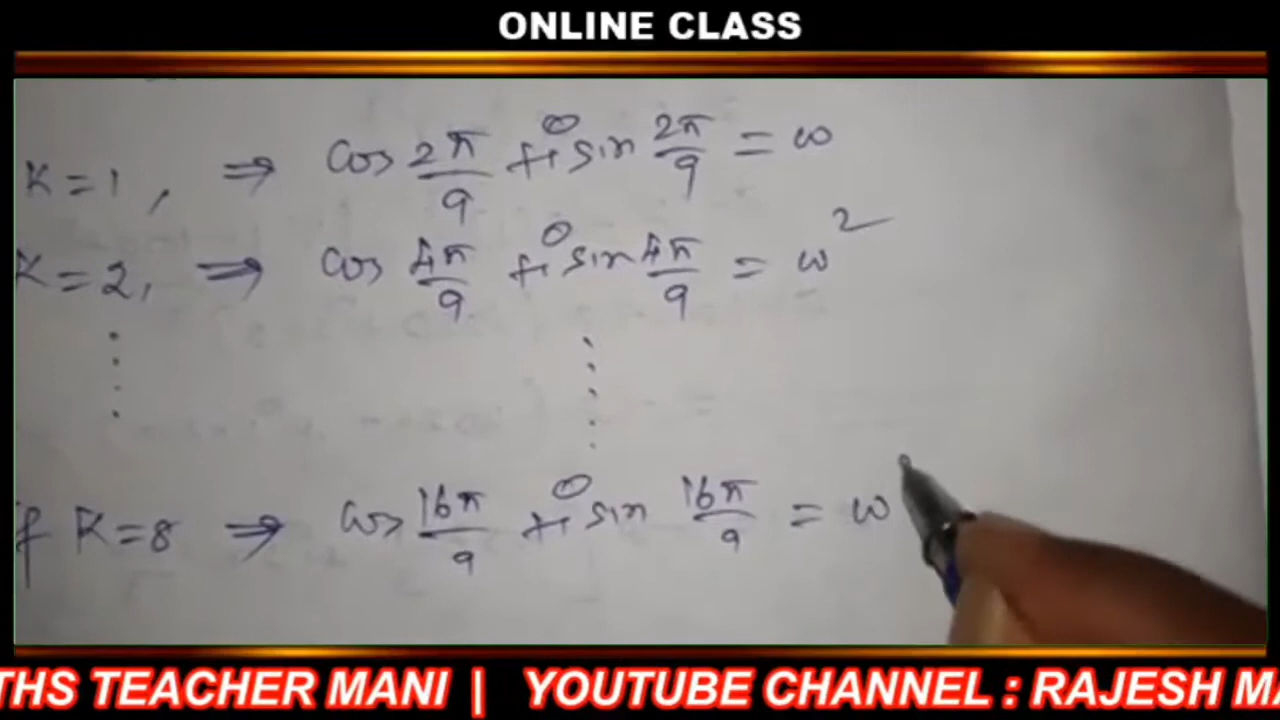 ONLINE CLASS
K=1, ⇒ cos 2π/9 + i sin 2π/9 = ω
K=2, ⇒ cos 4π/9 + i sin 4π/9 = ω²
⋮ ⋮
f K=8 ⇒ cos 16π/9 + i sin 16π/9 = ω
THS TEACHER MANI | YOUTUBE CHANNEL : RAJESH MA